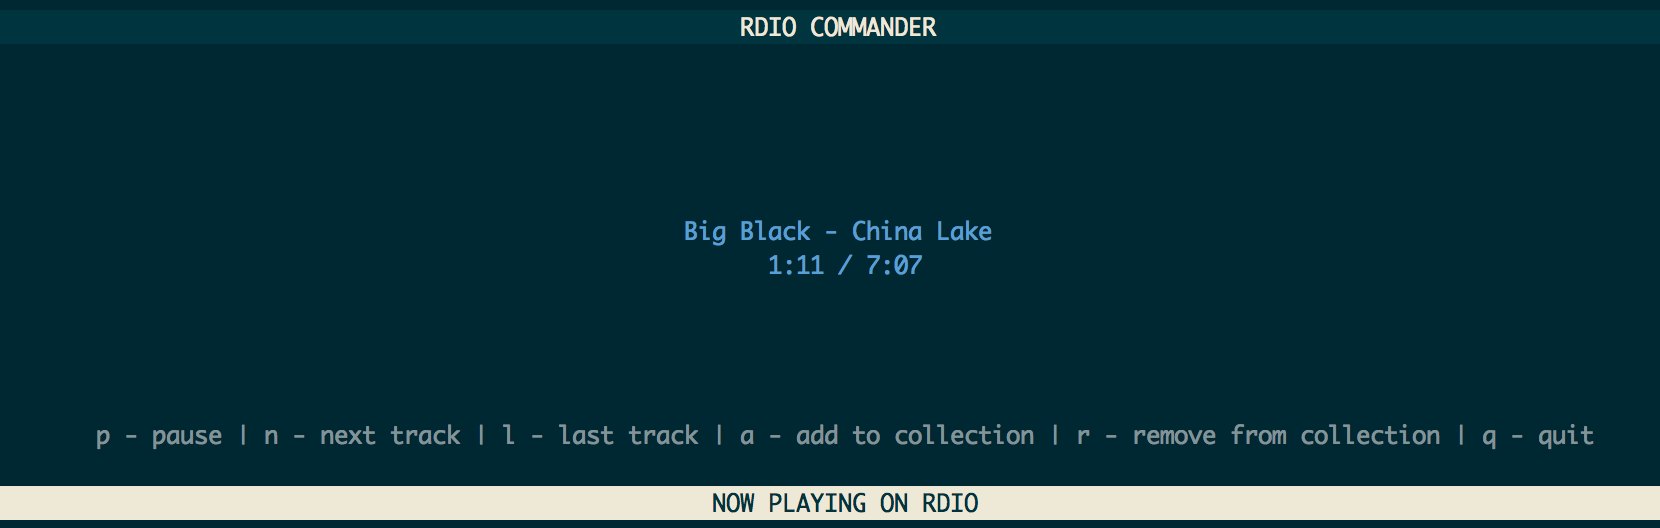 RDIO COMMANDER
Big Black - China Lake
1:11 / 7:07
p - pause | n - next track | l - last track | a - add to collection | r - remove from collection | q - quit
NOW PLAYING ON RDIO